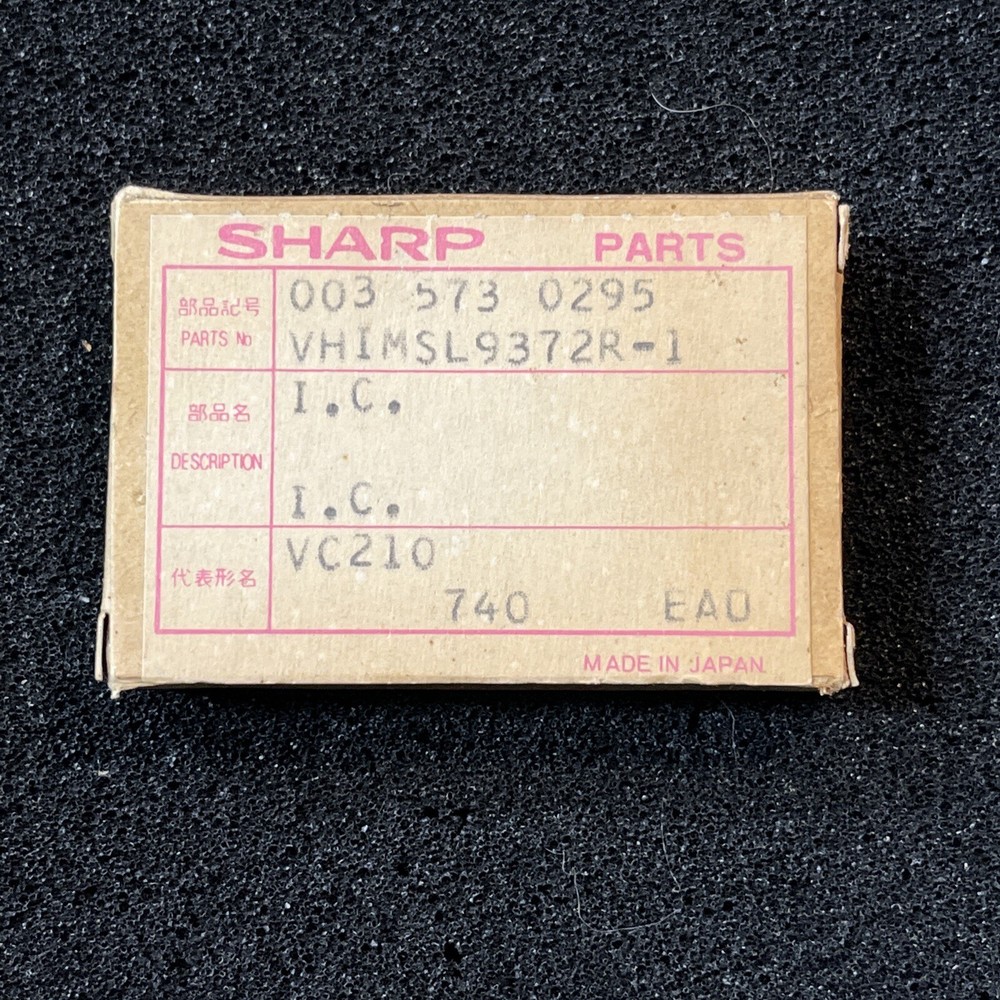 SHARP PARTS
部品記号 003 573 0295
PARTS No VHIMSL9372R-1
部品名 I.C.
DESCRIPTION
I.C.
代表形名 VC210
740 EAO
MADE IN JAPAN